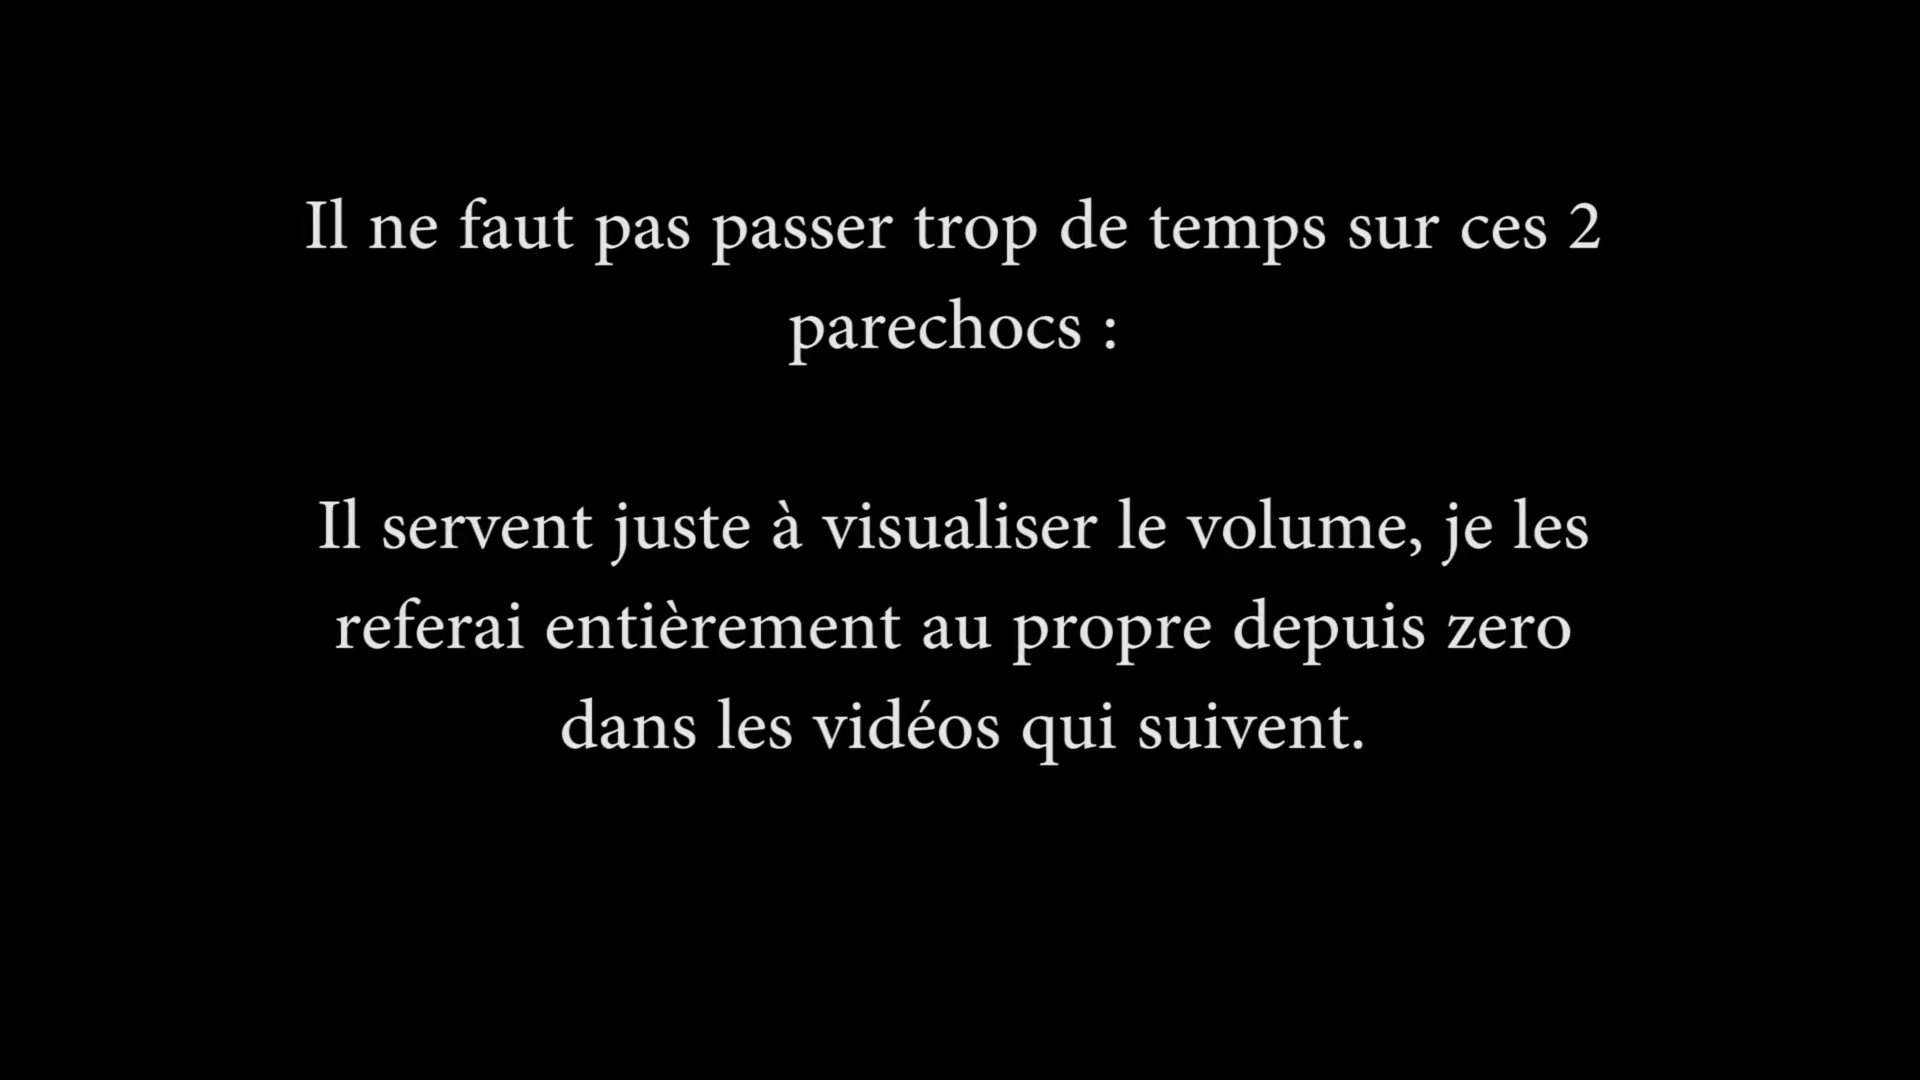 Il ne faut pas passer trop de temps sur ces 2
parechocs :
Il servent juste à visualiser le volume, je les
referai entièrement au propre depuis zero
dans les vidéos qui suivent.